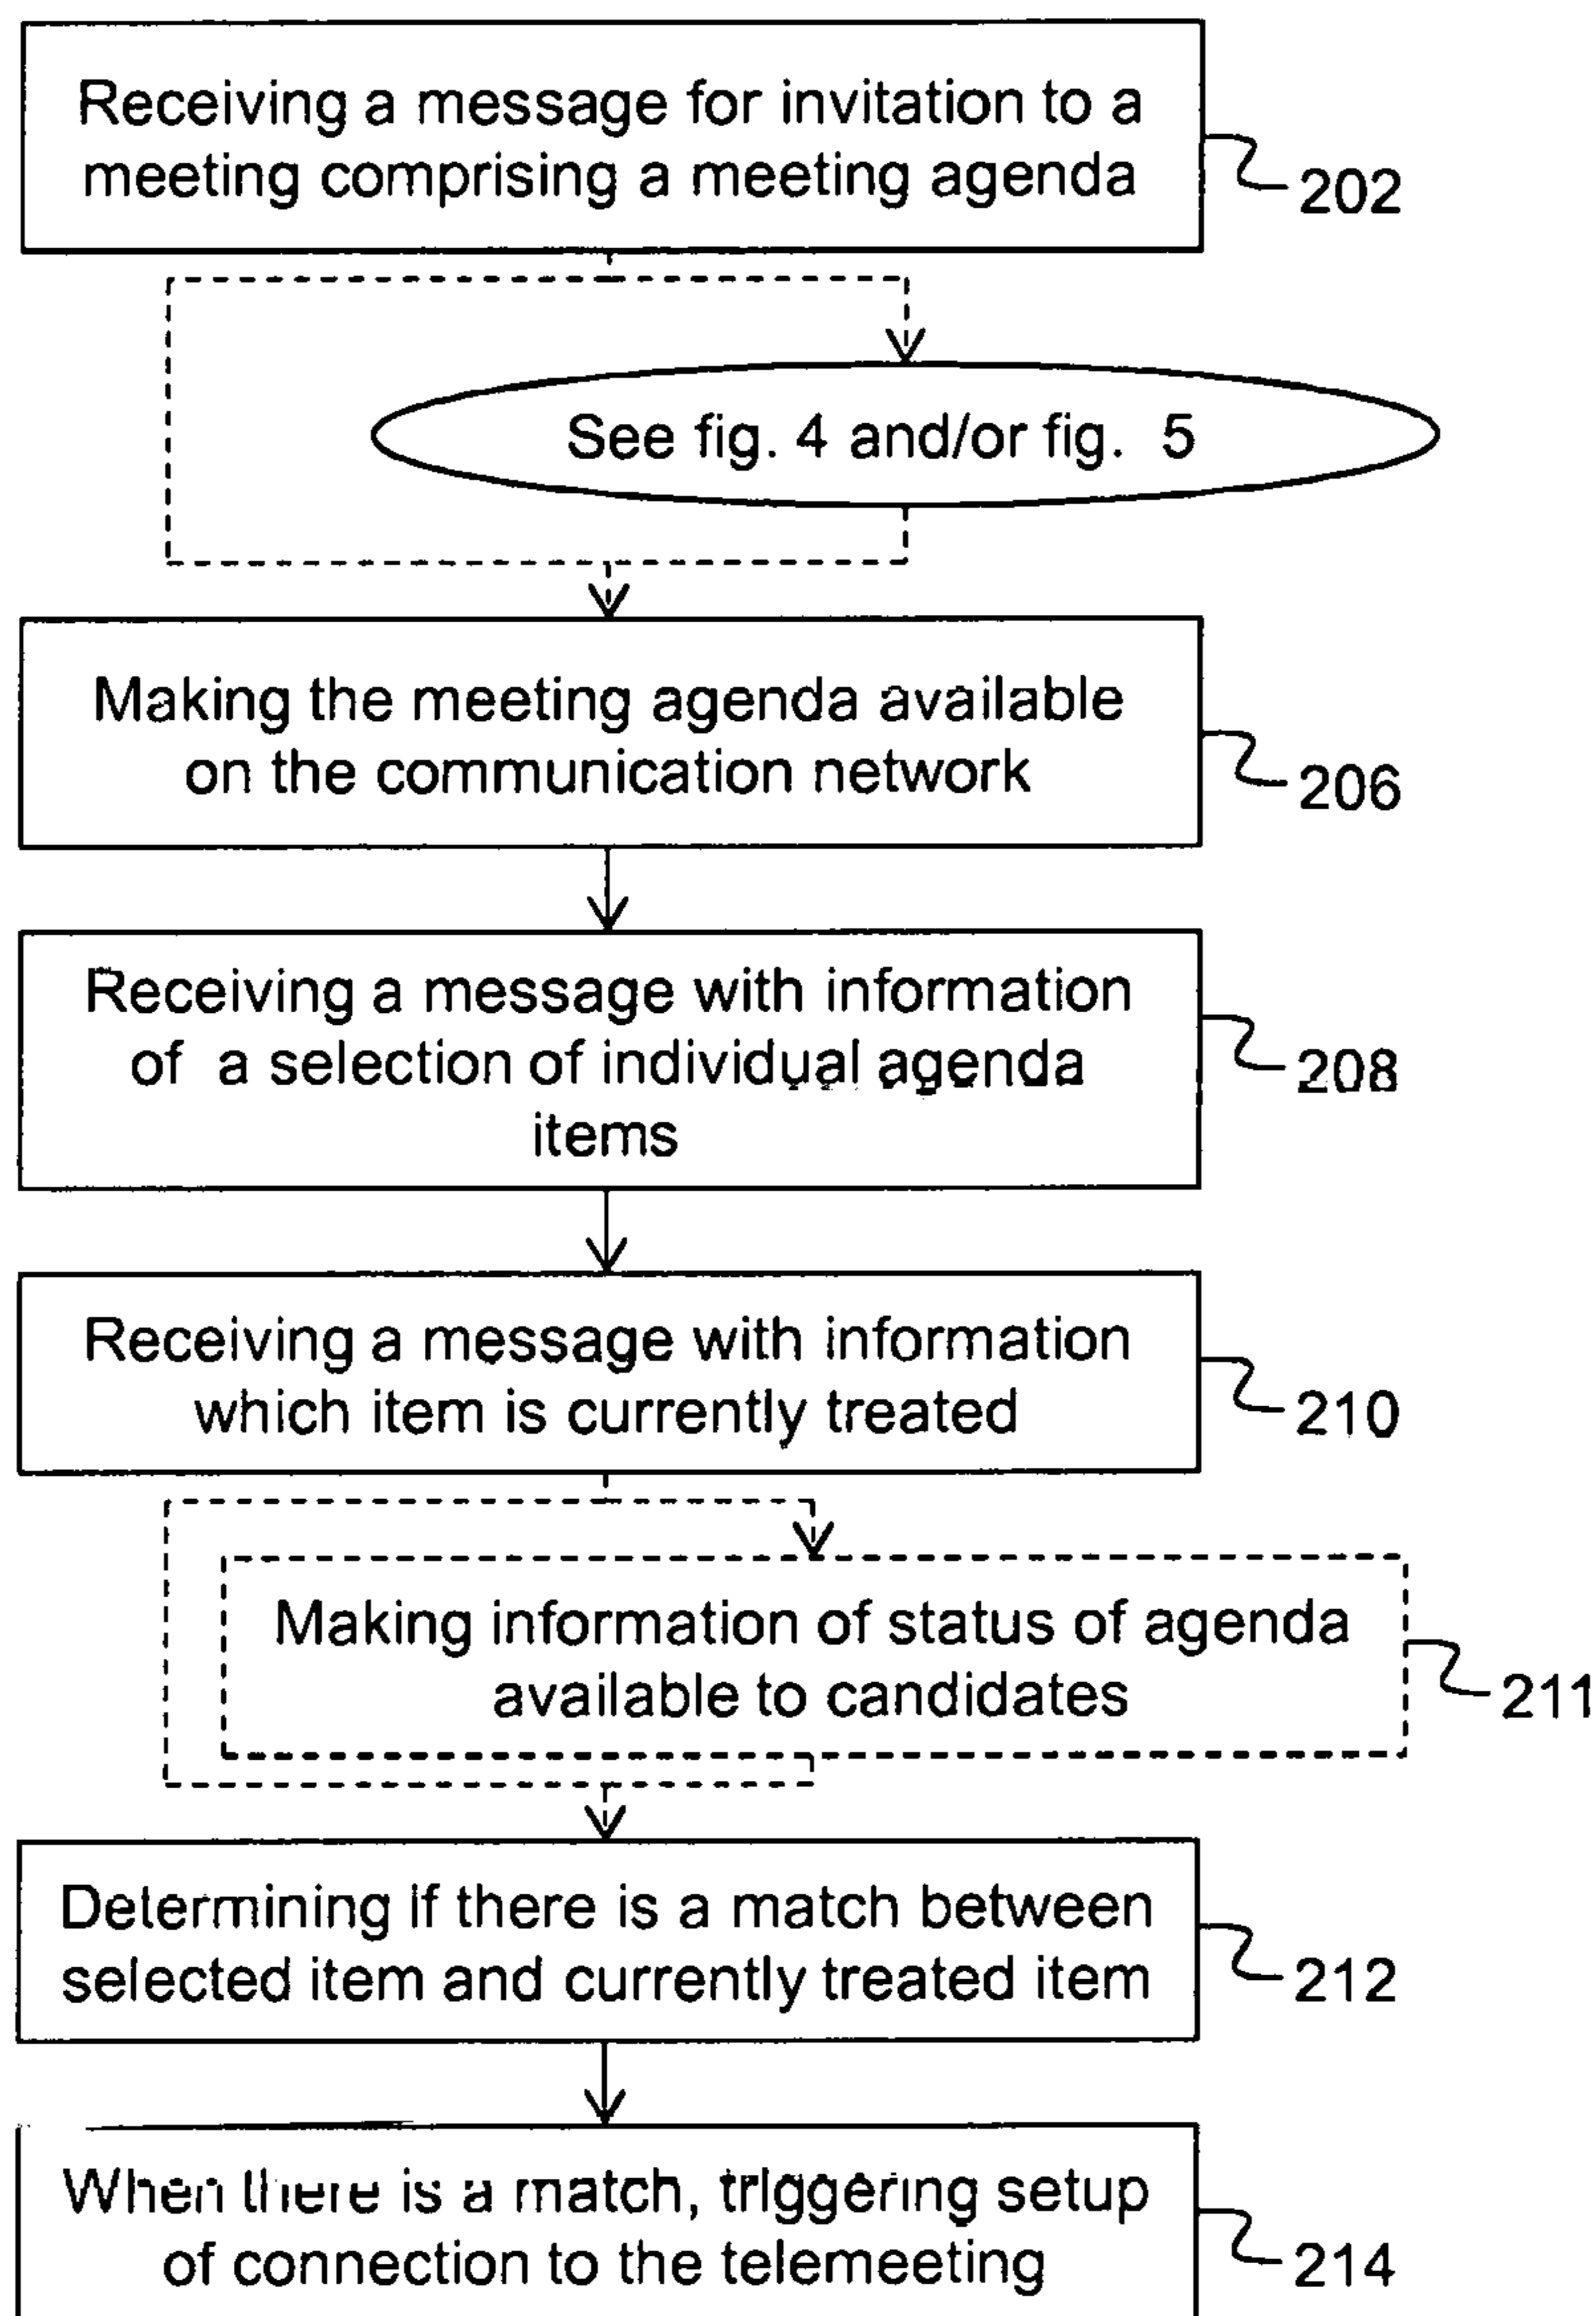 Receiving a message for invitation to a
meeting comprising a meeting agenda
202
See fig. 4 and/or fig. 5
Making the meeting agenda available
on the communication network
206
Receiving a message with information
of a selection of individual agenda
items
208
Receiving a message with information
which item is currently treated
210
Making information of status of agenda
available to candidates
211
Determining if there is a match between
selected item and currently treated item
212
When there is a match, triggering setup
of connection to the telemeeting
214